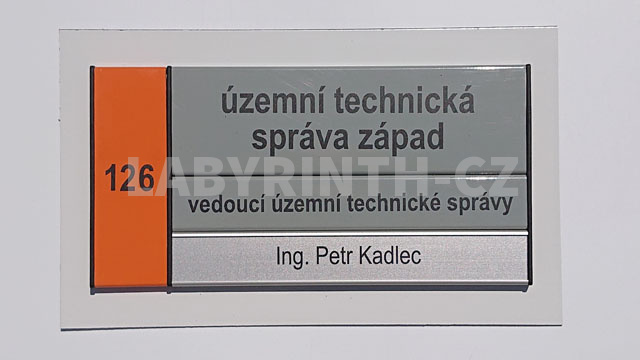 územní technická
správa západ
126
LABYRINTH-CZ
vedoucí územní technické správy
Ing. Petr Kadlec